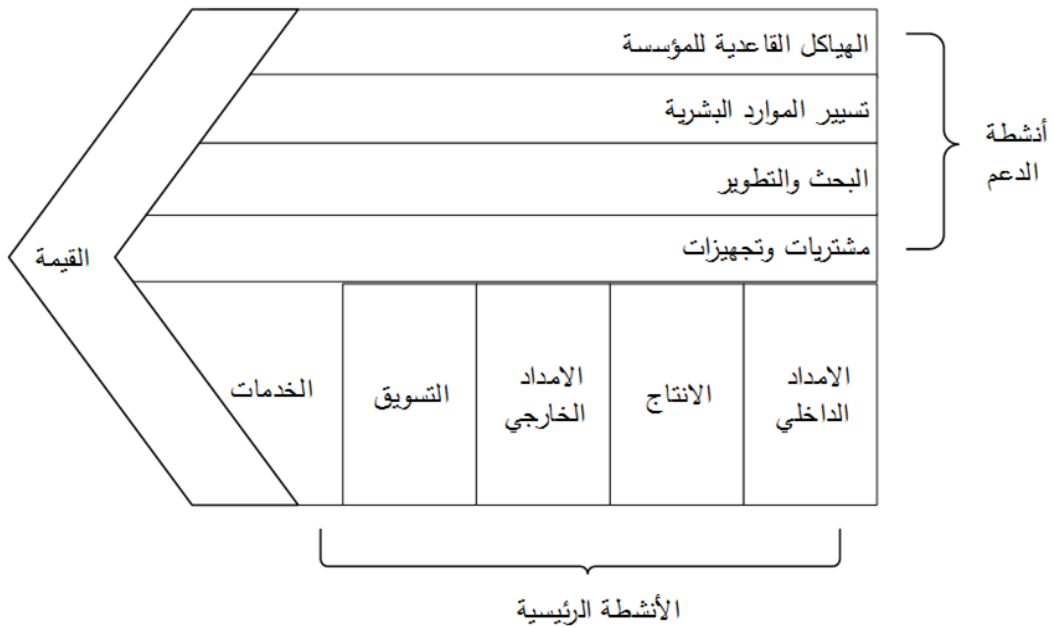 الهياكل القاعدية للمؤسسة
تسيير الموارد البشرية
البحث والتطوير
مشتريات وتجهيزات
أنشطة
الدعم
القيمة
الامداد
الداخلي
الانتاج
الامداد
الخارجي
التسويق
الخدمات
الأنشطة الرئيسية